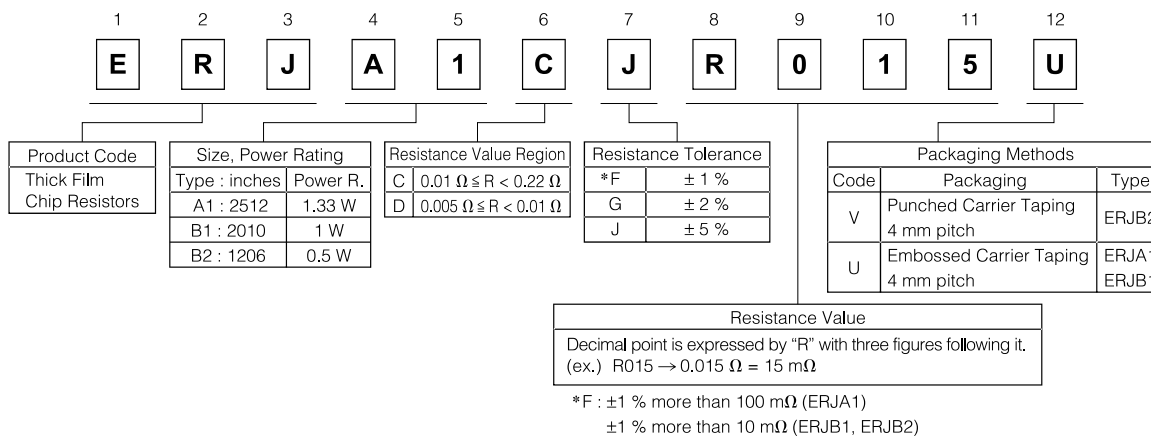 1 2 3 4 5 6 7 8 9 10 11 12
E R J A 1 C J R 0 1 5 U
Product Code
Thick Film
Chip Resistors
Size, Power Rating
Type : inches Power R.
A1 : 2512 1.33 W
B1 : 2010 1 W
B2 : 1206 0.5 W
Resistance Value Region
C 0.01 Ω ≦ R < 0.22 Ω
D 0.005 Ω ≦ R < 0.01 Ω
Resistance Tolerance
*F ± 1 %
G ± 2 %
J ± 5 %
Packaging Methods
Code Packaging Type
V Punched Carrier Taping 4 mm pitch ERJB2
U Embossed Carrier Taping 4 mm pitch ERJA1 ERJB1
Resistance Value
Decimal point is expressed by “R” with three figures following it.
(ex.) R015 → 0.015 Ω = 15 mΩ
*F : ±1 % more than 100 mΩ (ERJA1)
±1 % more than 10 mΩ (ERJB1, ERJB2)